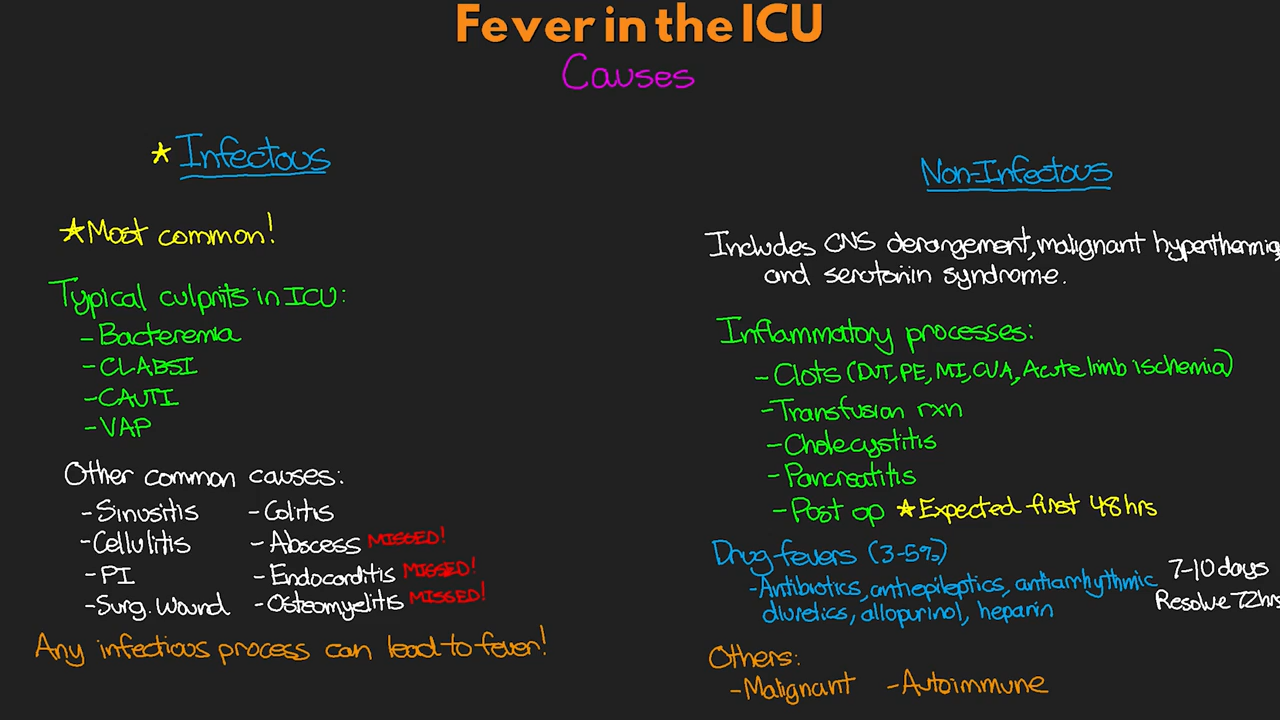 Fever in the ICU
Causes
★ Infectous
★Most common!
Typical culprits in ICU:
- Bacteremia
- CLABSI
- CAUTI
- VAP
Other common causes:
- Sinusitis
- Cellulitis
- PI
- Surg. Wound
- Colitis
- Abscess MISSED!
- Endocarditis MISSED!
- Osteomyelitis MISSED!
Any infectious process can lead to fever!
Non-Infectous
Includes CNS derangement, malignant hyperthermia,
and serotonin syndrome.
Inflammatory processes:
- Clots (DVT, PE, MI, CVA, Acute limb ischemia)
- Transfusion rxn
- Cholecystitis
- Pancreatitis
- Post op ★Expected first 48 hrs
Drug fevers (3-5%)
- Antibiotics, antiepileptics, antiarrhythmic
diuretics, allopurinol, heparin
7-10 days
Resolve 72hrs
Others:
- Malignant - Autoimmune